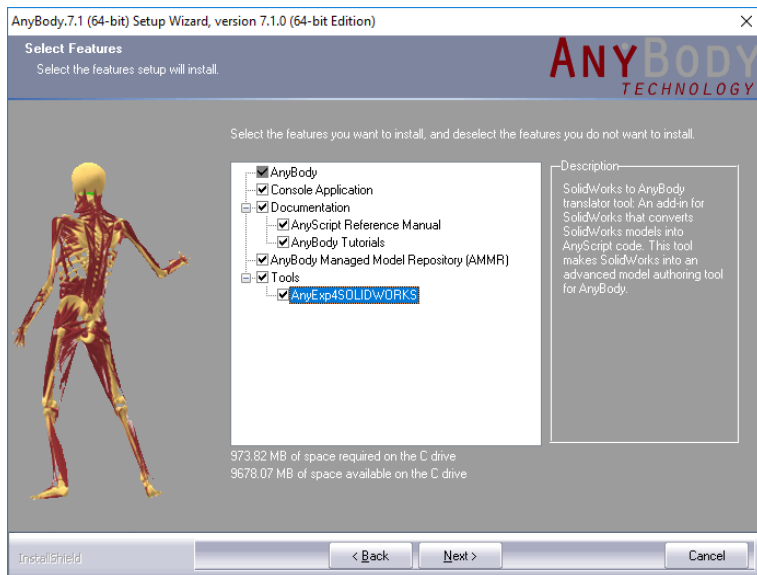 AnyBody.7.1 (64-bit) Setup Wizard, version 7.1.0 (64-bit Edition)
Select Features
Select the features setup will install.
ANYBODY
TECHNOLOGY
Select the features you want to install, and deselect the features you do not want to install.
AnyBody
Console Application
Documentation
AnyScript Reference Manual
AnyBody Tutorials
AnyBody Managed Model Repository (AMMR)
Tools
AnyExp4SOLIDWORKS
Description
SolidWorks to AnyBody
translator tool: An add-in for
SolidWorks that converts
SolidWorks models into
AnyScript code. This tool
makes SolidWorks into an
advanced model authoring tool
for AnyBody.
973.82 MB of space required on the C drive
9678.07 MB of space available on the C drive
InstallShield
< Back
Next >
Cancel